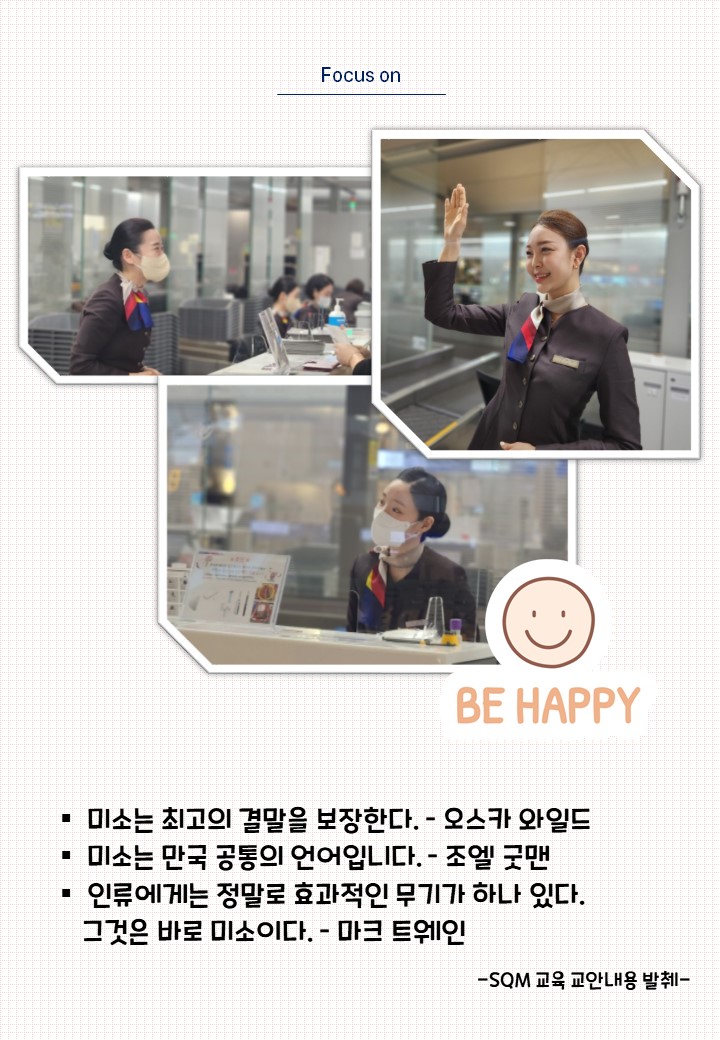 Focus on
BE HAPPY
▪ 미소는 최고의 결말을 보장한다. - 오스카 와일드
▪ 미소는 만국 공통의 언어입니다. - 조엘 굿맨
▪ 인류에게는 정말로 효과적인 무기가 하나 있다.
그것은 바로 미소이다. - 마크 트웨인
-SQM 교육 교안내용 발췌-